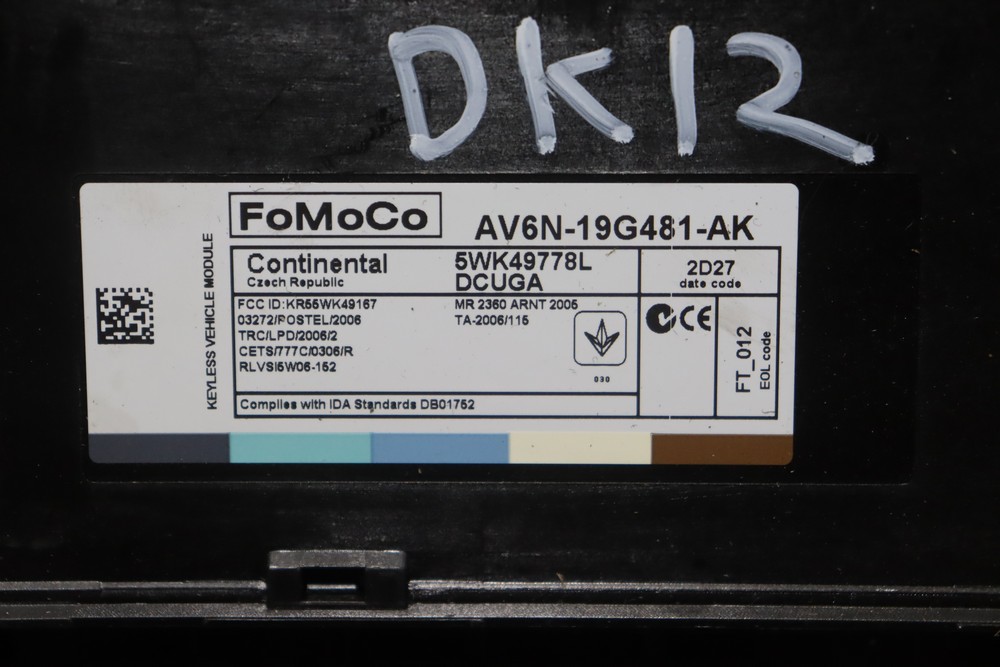 DK12
FoMoCo
AV6N-19G481-AK
Continental
Czech Republic
5WK49778L
DCUGA
2D27
date code
FCC ID:KR55WK49167
03272/POSTEL/2006
TRC/LPD/2006/2
CETS/777C/0306/R
RLVSI5W06-152
MR 2360 ARNT 2005
TA-2006/115
030
CE
FT_012
EOL code
Complies with IDA Standards DB01752
KEYLESS VEHICLE MODULE